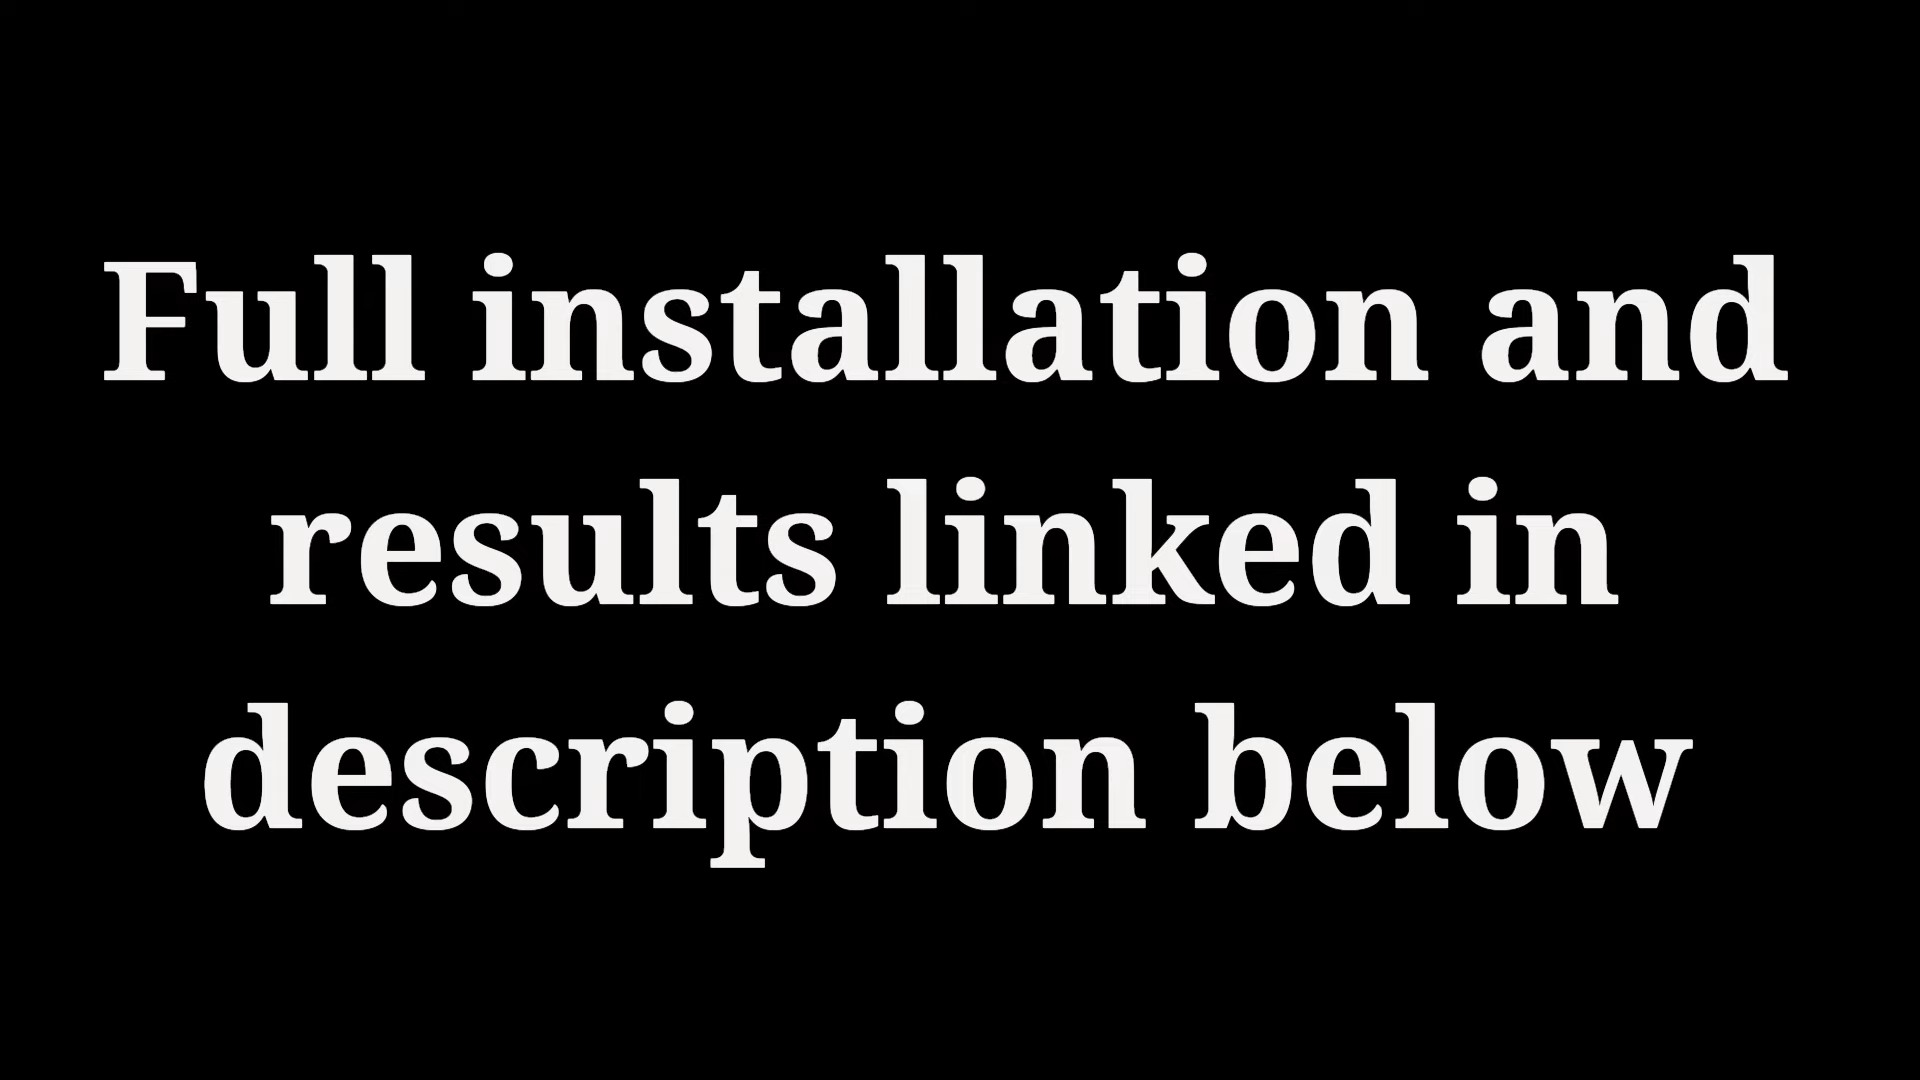 Full installation and
results linked in
description below